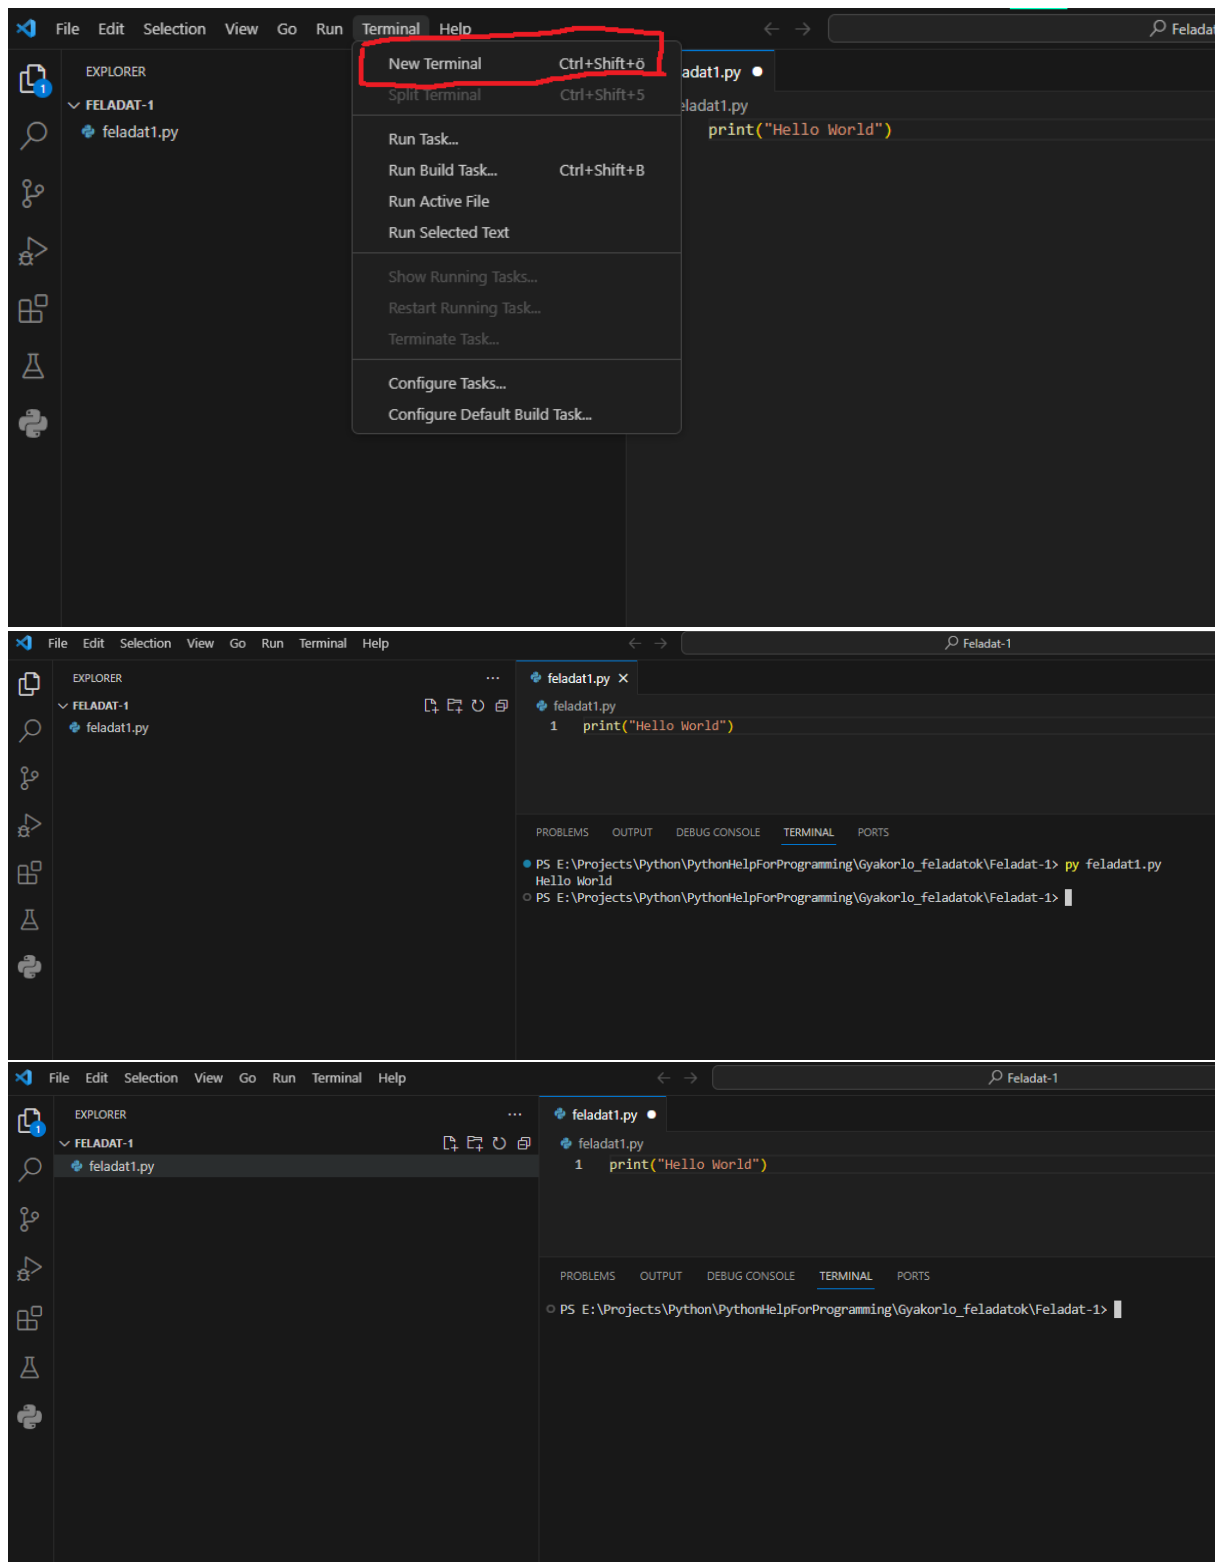 File Edit Selection View Go Run Terminal Help
Felada
EXPLORER
New Terminal Ctrl+Shift+ö
adat1.py
Split Terminal Ctrl+Shift+5
FELADAT-1
eladat1.py
feladat1.py
print("Hello World")
Run Task...
Run Build Task... Ctrl+Shift+B
Run Active File
Run Selected Text
Show Running Tasks...
Restart Running Task...
Terminate Task...
Configure Tasks...
Configure Default Build Task...
1
File Edit Selection View Go Run Terminal Help
Feladat-1
EXPLORER
feladat1.py
FELADAT-1
feladat1.py
feladat1.py
1 print("Hello World")
PROBLEMS OUTPUT DEBUG CONSOLE TERMINAL PORTS
PS E:\Projects\Python\PythonHelpForProgramming\Gyakorlo_feladatok\Feladat-1> py feladat1.py
Hello World
PS E:\Projects\Python\PythonHelpForProgramming\Gyakorlo_feladatok\Feladat-1>
File Edit Selection View Go Run Terminal Help
Feladat-1
1
EXPLORER
feladat1.py
FELADAT-1
feladat1.py
feladat1.py
1 print("Hello World")
PROBLEMS OUTPUT DEBUG CONSOLE TERMINAL PORTS
PS E:\Projects\Python\PythonHelpForProgramming\Gyakorlo_feladatok\Feladat-1>